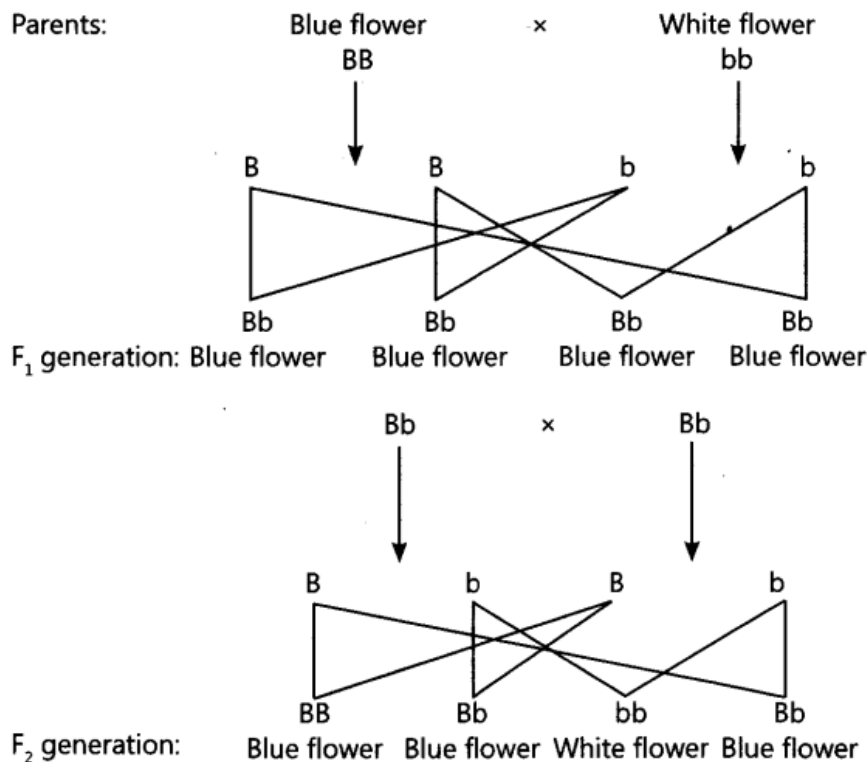 Parents: Blue flower × White flower
BB bb
B B b b
Bb Bb Bb Bb
F₁ generation: Blue flower Blue flower Blue flower Blue flower
Bb × Bb
B b B b
BB Bb bb Bb
F₂ generation: Blue flower Blue flower White flower Blue flower